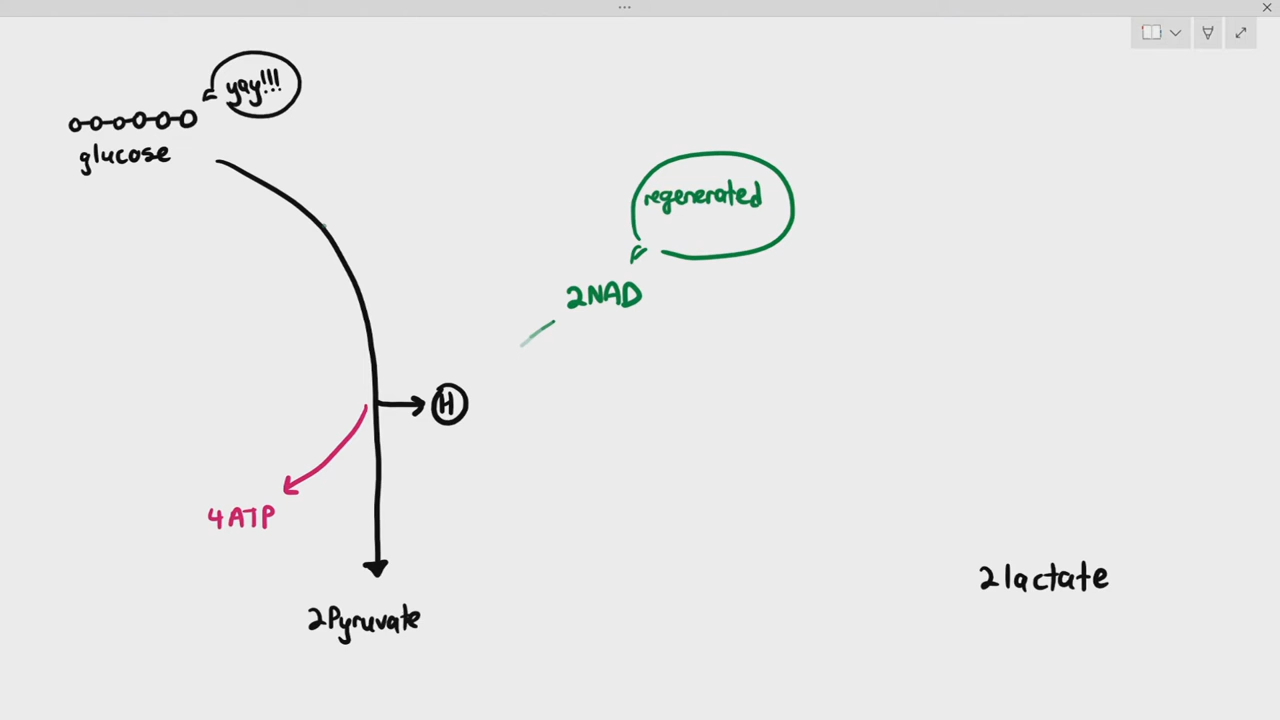 yay!!!
glucose
regenerated
2NAD
H
4ATP
2lactate
2Pyruvate